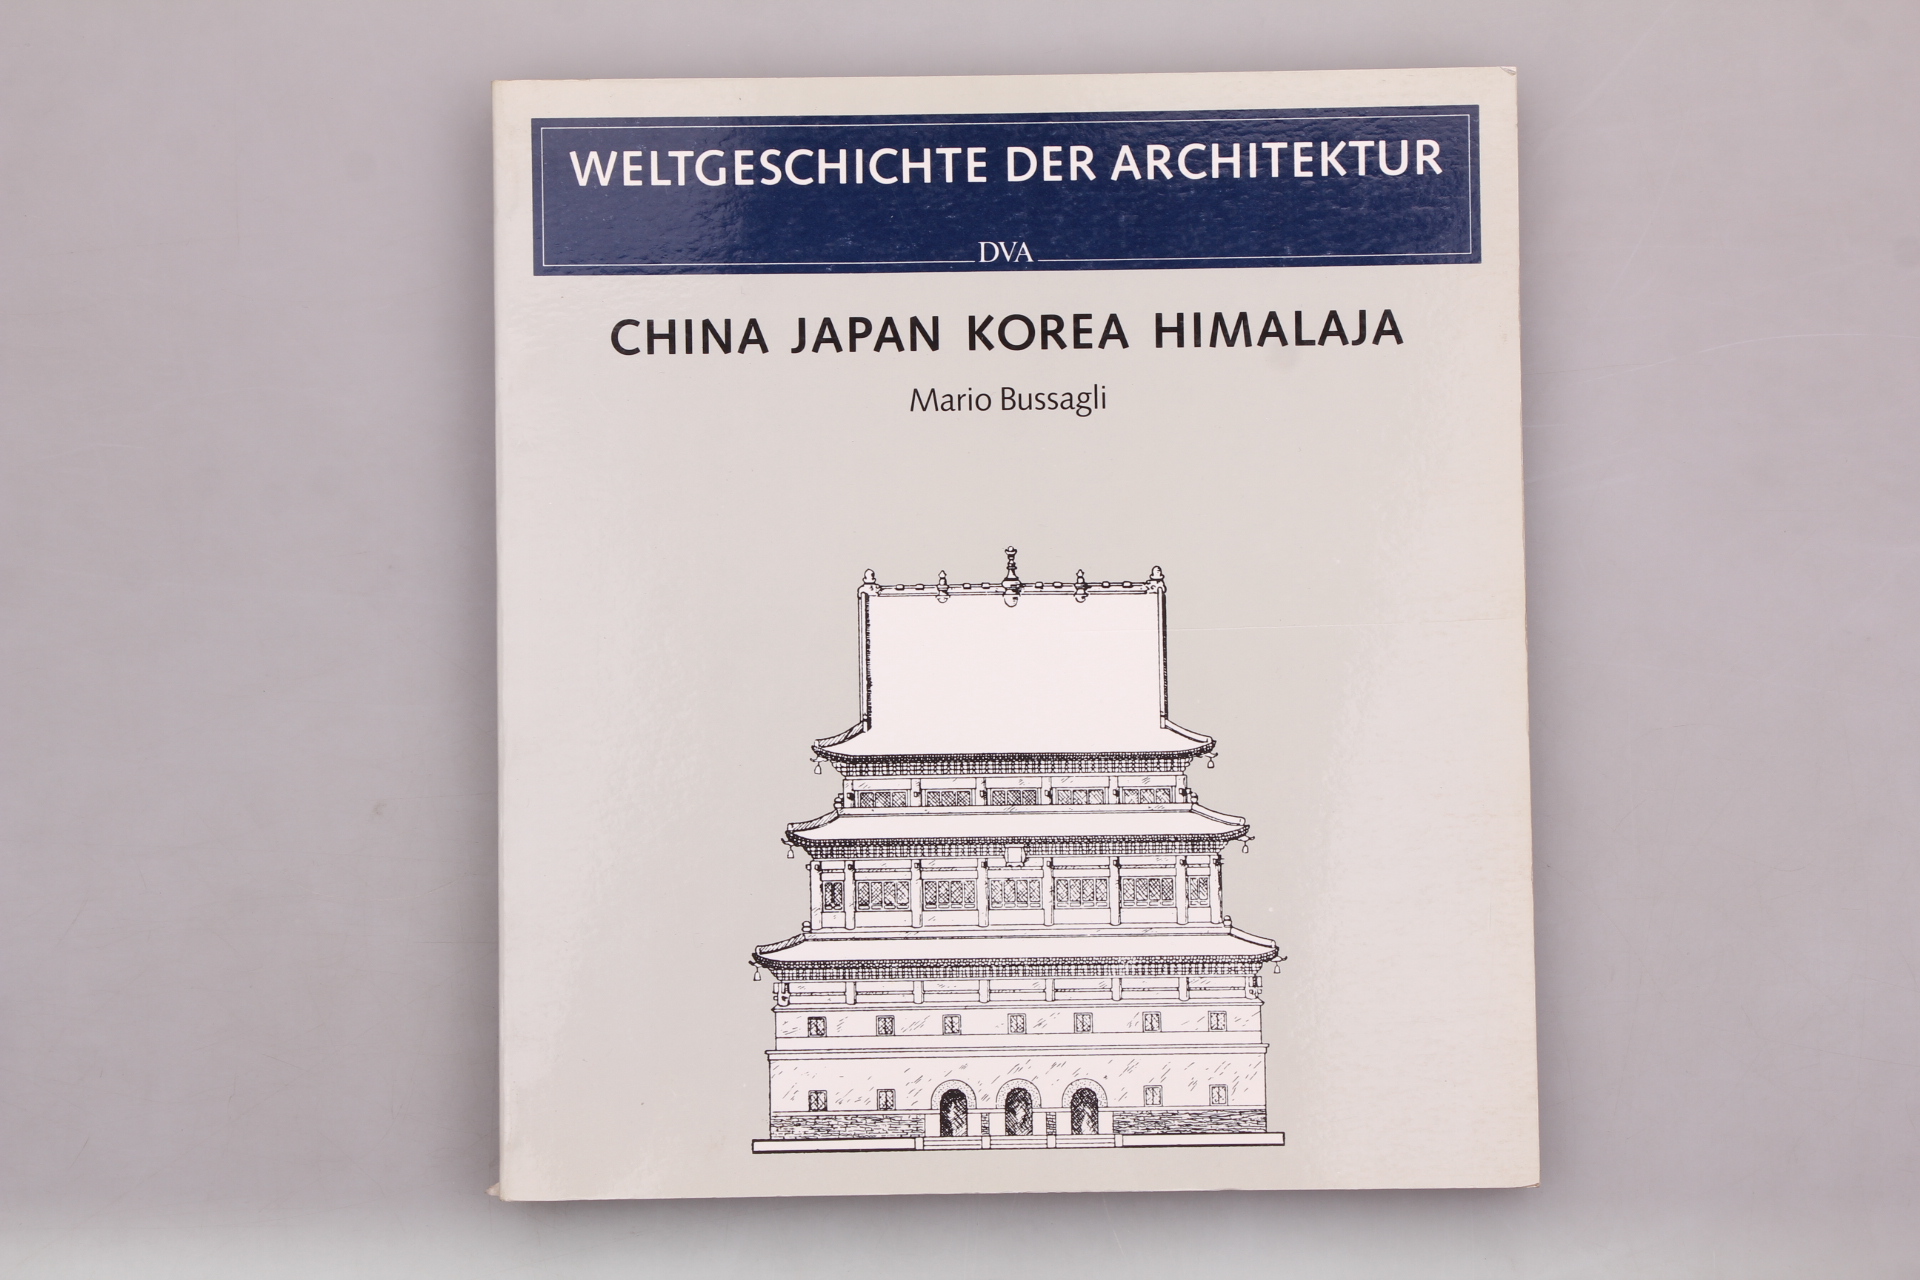 WELTGESCHICHTE DER ARCHITEKTUR
DVA
CHINA JAPAN KOREA HIMALAJA
Mario Bussagli